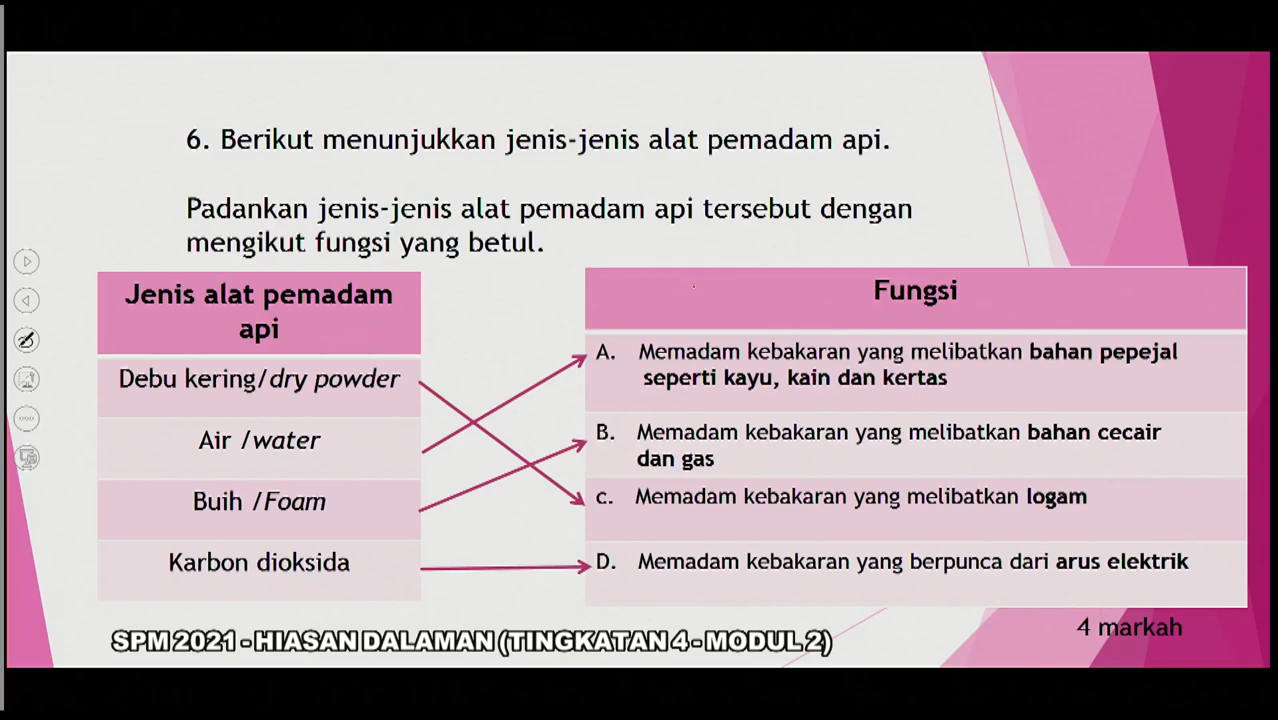 6. Berikut menunjukkan jenis-jenis alat pemadam api.
Padankan jenis-jenis alat pemadam api tersebut dengan
mengikut fungsi yang betul.
Jenis alat pemadam
api
Debu kering/dry powder
Air /water
Buih /Foam
Karbon dioksida
Fungsi
A. Memadam kebakaran yang melibatkan bahan pepejal
seperti kayu, kain dan kertas
B. Memadam kebakaran yang melibatkan bahan cecair
dan gas
c. Memadam kebakaran yang melibatkan logam
D. Memadam kebakaran yang berpunca dari arus elektrik
4 markah
SPM 2021 - HIASAN DALAMAN (TINGKATAN 4 - MODUL 2)